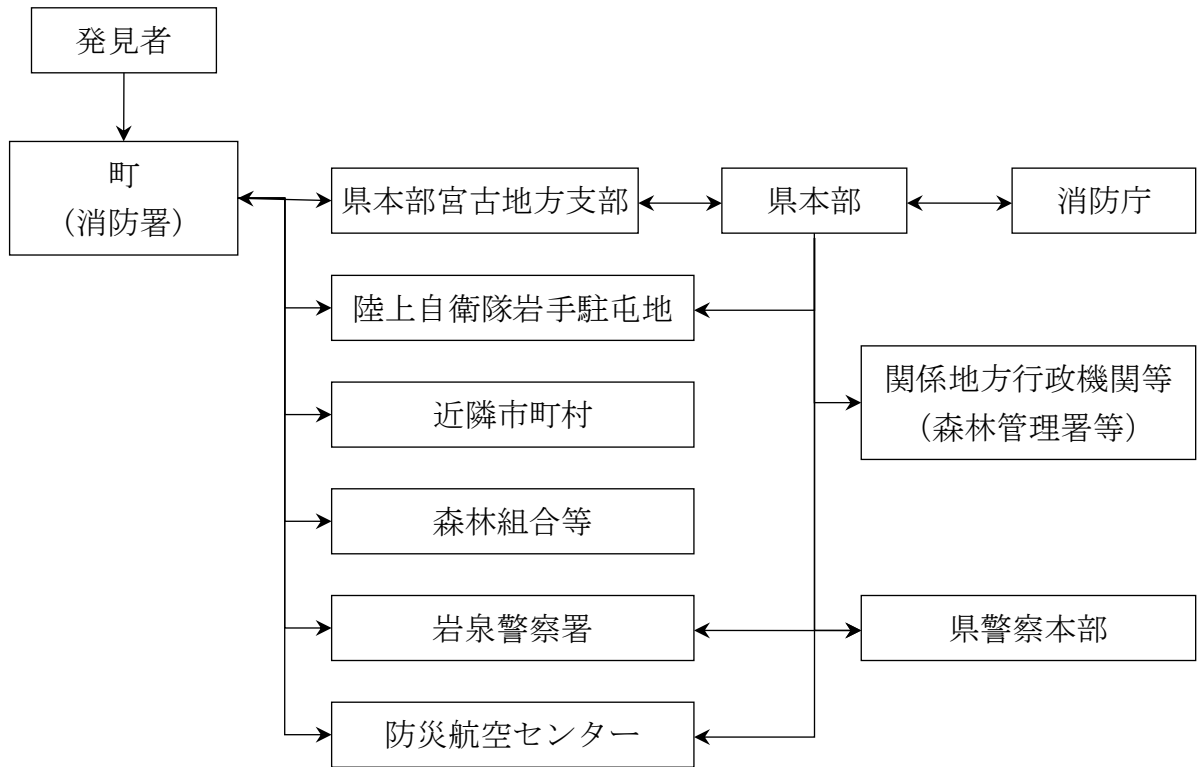 発見者
町
（消防署）
県本部宮古地方支部
県本部
消防庁
陸上自衛隊岩手駐屯地
関係地方行政機関等
（森林管理署等）
近隣市町村
森林組合等
岩泉警察署
県警察本部
防災航空センター